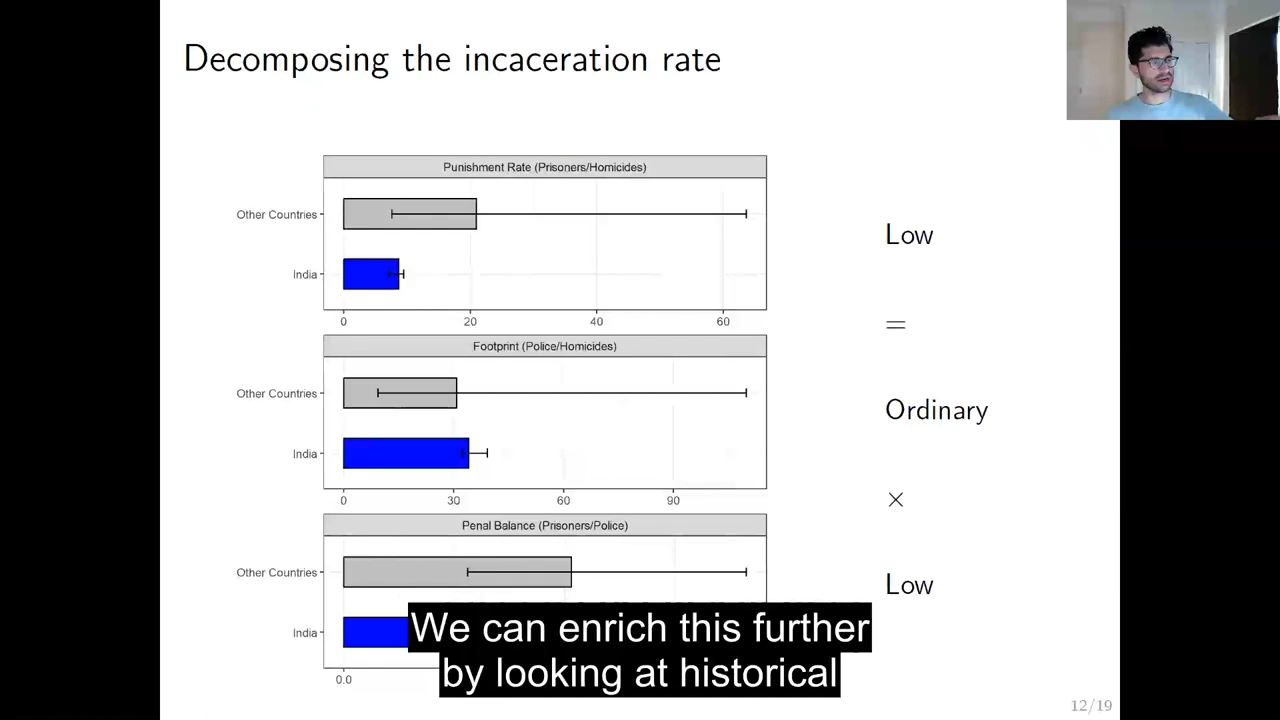 Decomposing the incaceration rate
Punishment Rate (Prisoners/Homicides)
Other Countries
India
0 20 40 60
Low
=
Footprint (Police/Homicides)
Other Countries
India
0 30 60 90
Ordinary
×
Penal Balance (Prisoners/Police)
Other Countries
India
0.0
Low
We can enrich this further
by looking at historical
12/19